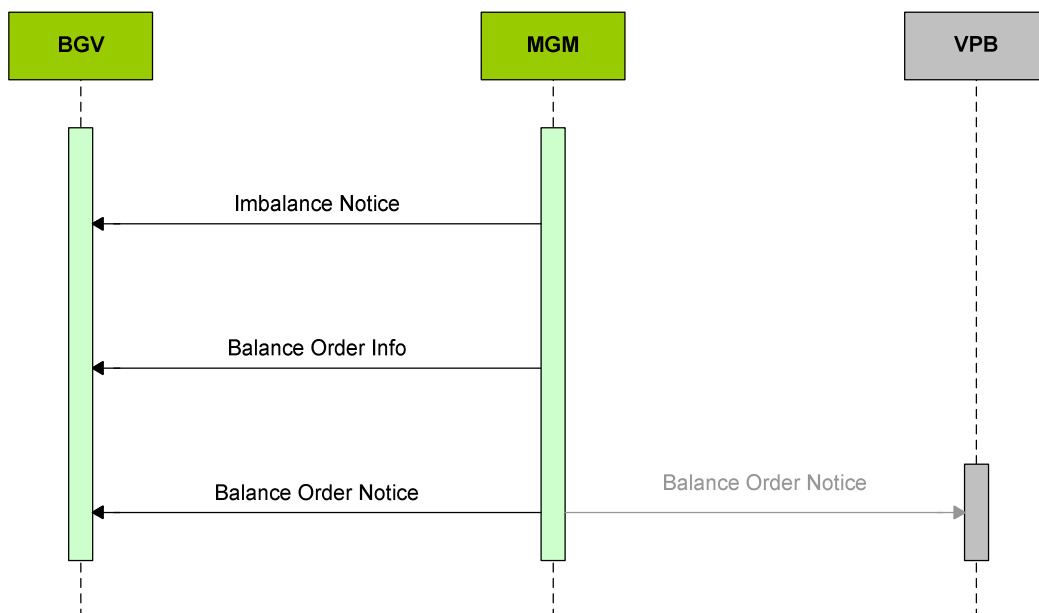 BGV
MGM
VPB
Imbalance Notice
Balance Order Info
Balance Order Notice
Balance Order Notice